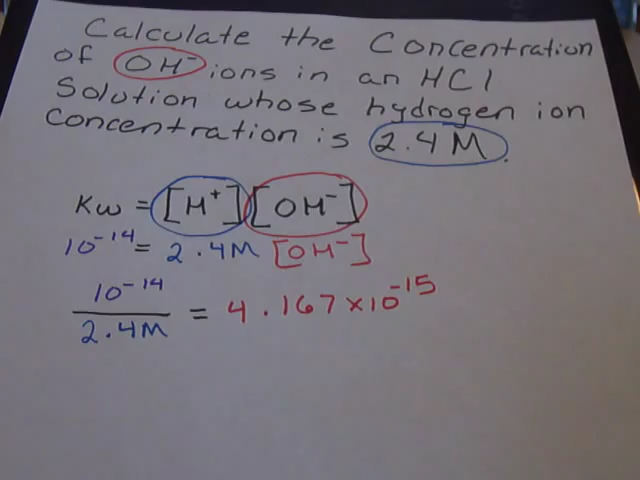 Calculate the Concentration
of OH⁻ ions in an HCl
Solution whose hydrogen ion
Concentration is 2.4 M.
Kw = [H⁺][OH⁻]
10⁻¹⁴ = 2.4M [OH⁻]
10⁻¹⁴
2.4M
= 4.167×10⁻¹⁵